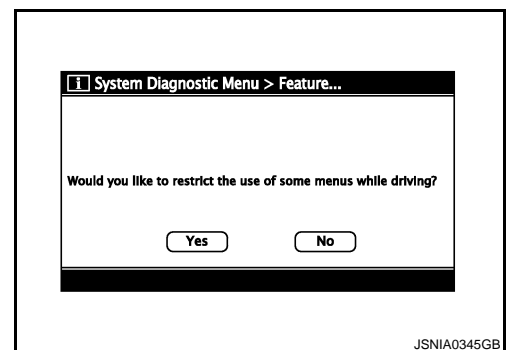 i System Diagnostic Menu > Feature...
Would you like to restrict the use of some menus while driving?
Yes No
JSNIA0345GB